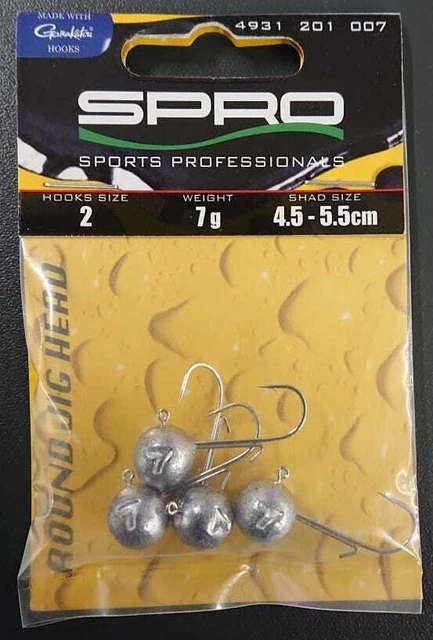 MADE WITH
Gamakatsu
HOOKS
4931 201 007
SPRO
SPORTS PROFESSIONALS
HOOKS SIZE
2
WEIGHT
7g
SHAD SIZE
4.5 - 5.5cm
ROUND JIG HEAD
7
7
7
7